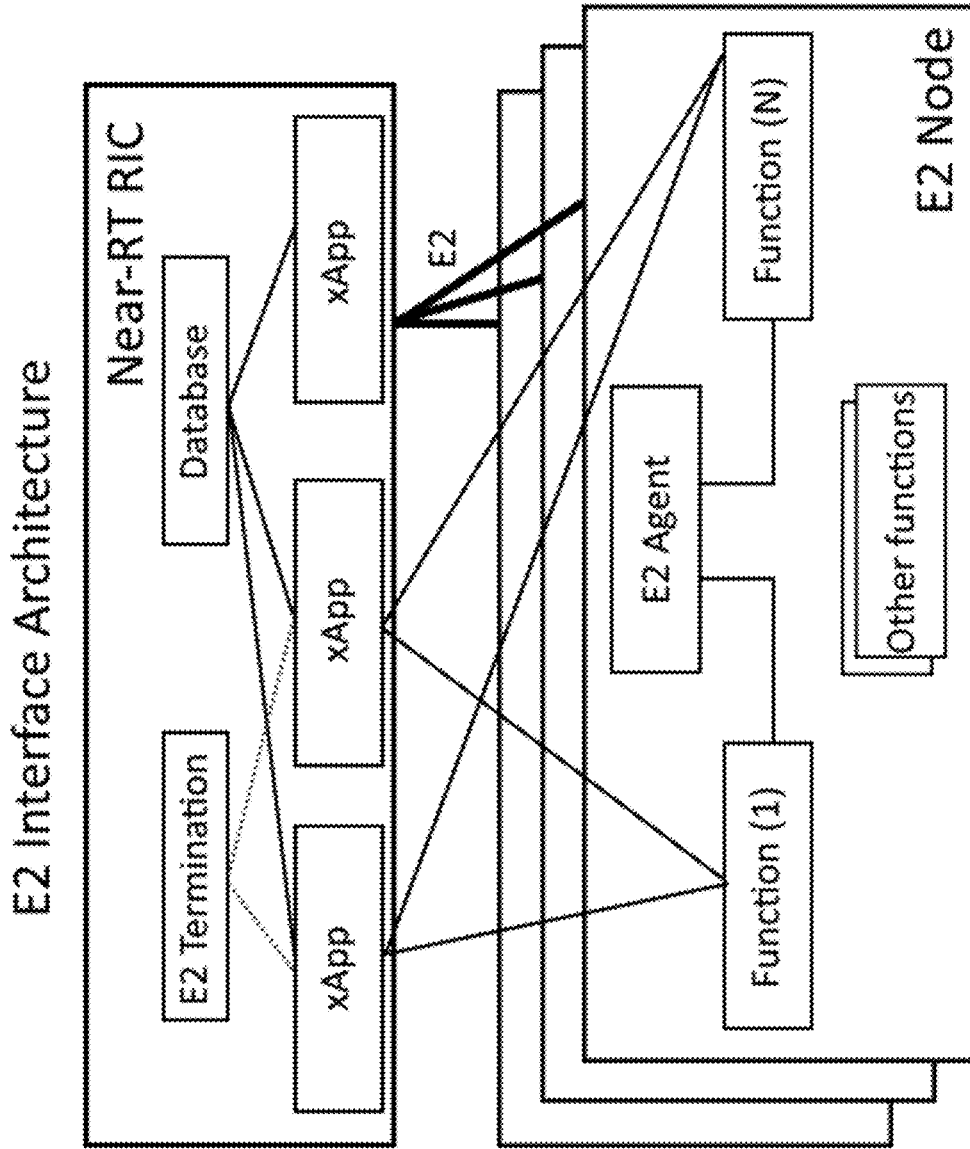 E2 Interface Architecture
Near-RT RIC
E2 Termination
Database
xApp
xApp
xApp
E2
E2 Agent
Function (1)
Function (N)
Other functions
E2 Node